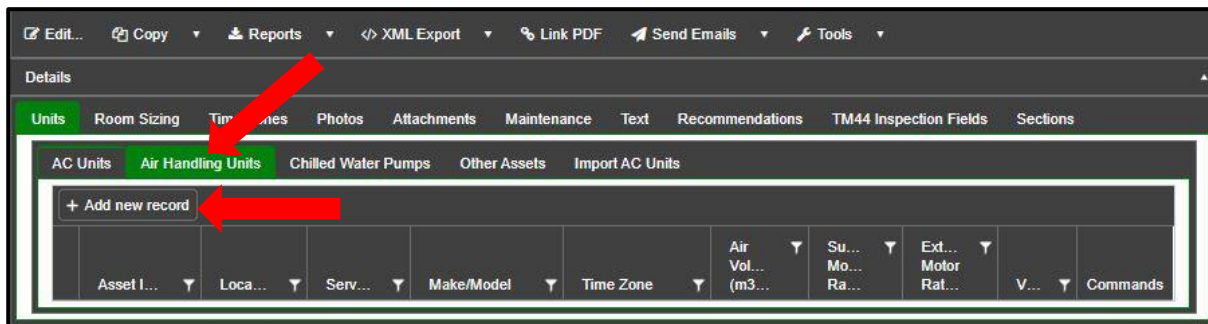 Edit... Copy Reports </> XML Export Link PDF Send Emails Tools
Details
Units Room Sizing Photos Attachments Maintenance Text Recommendations TM44 Inspection Fields Sections
AC Units Air Handling Units Chilled Water Pumps Other Assets Import AC Units
+ Add new record
Asset I... Loca... Serv... Make/Model Time Zone Air Vol... (m3... Su... Mo... Ra... Ext... Motor Rat... V... Commands